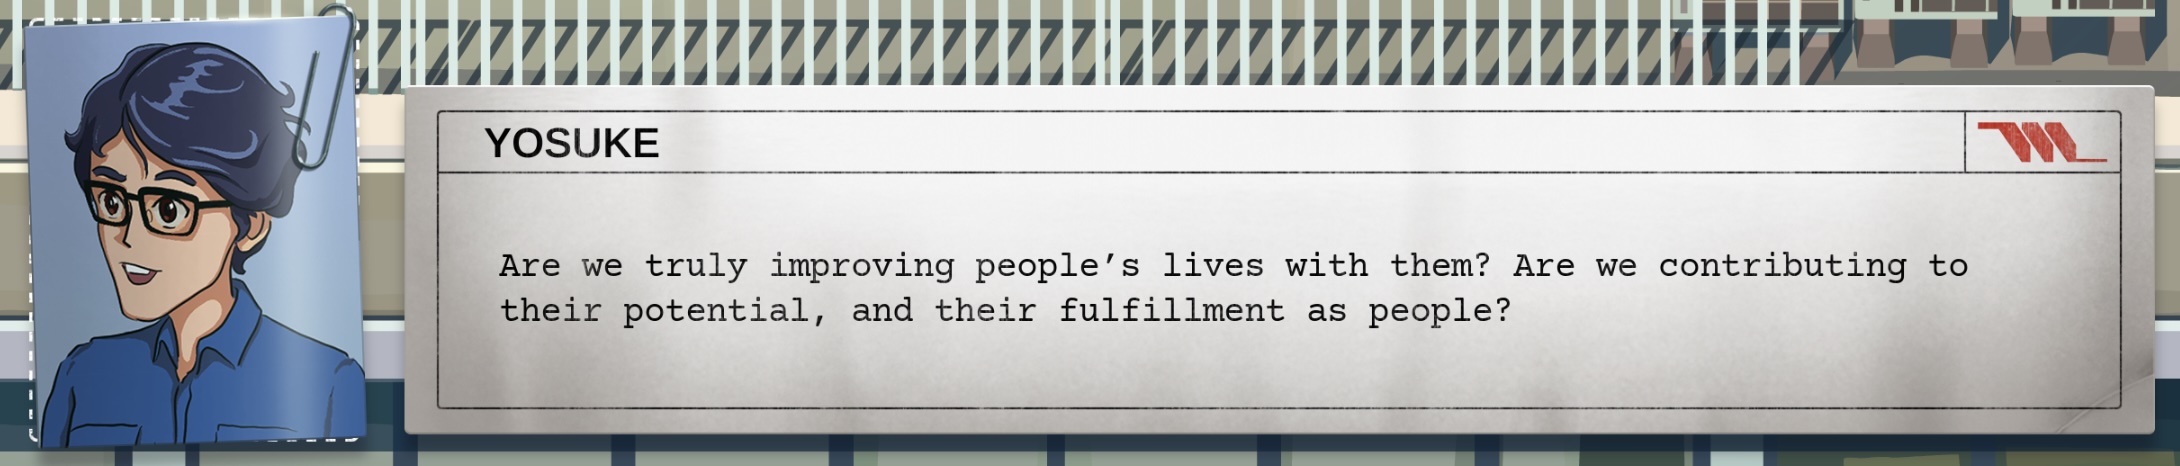 YOSUKE
Are we truly improving people’s lives with them? Are we contributing to
their potential, and their fulfillment as people?